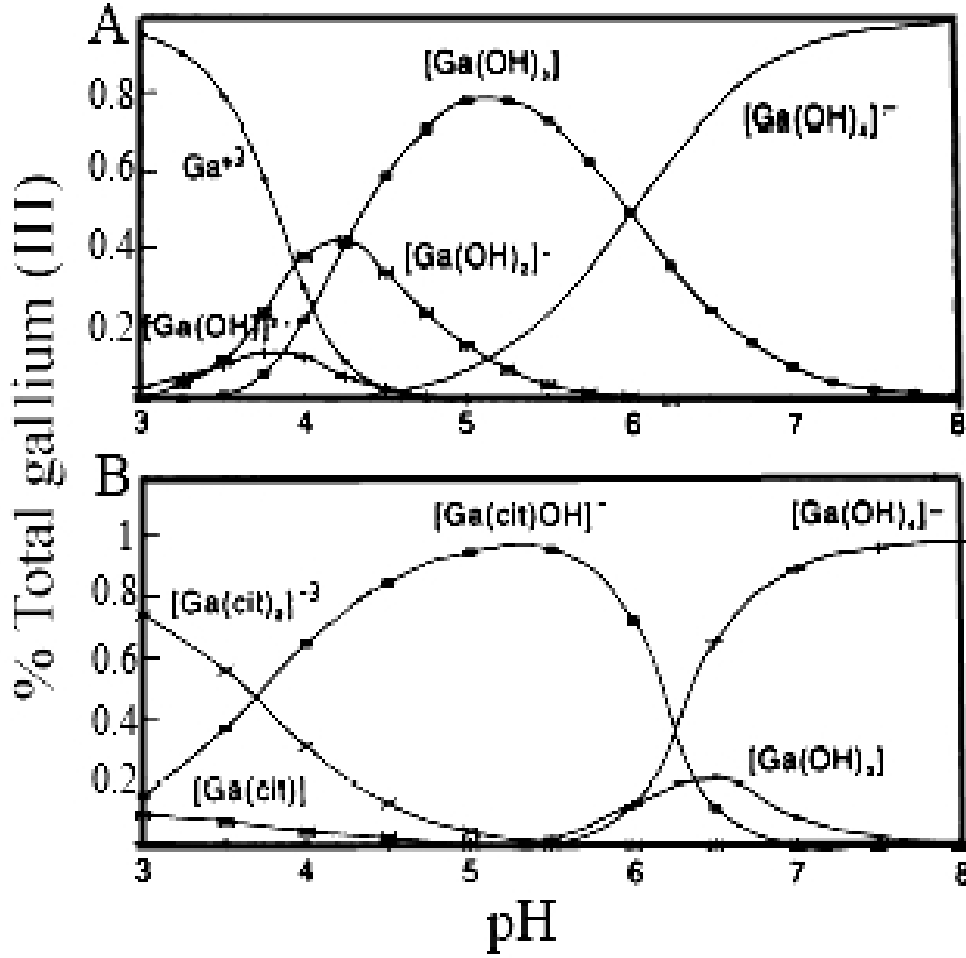 % Total gallium (III)
A
[Ga(OH)₃]
[Ga(OH)₄]⁻
Ga⁺³
[Ga(OH)₂]⁻
0.8
0.6
0.4
0.2
3 4 5 6 7 8
B
[Ga(cit)OH]⁻
[Ga(OH)₄]⁻
[Ga(cit)₂]⁻³
[Ga(OH)₃]
[Ga(cit)]
1
0.8
0.6
0.4
0.2
3 4 5 6 7 8
pH